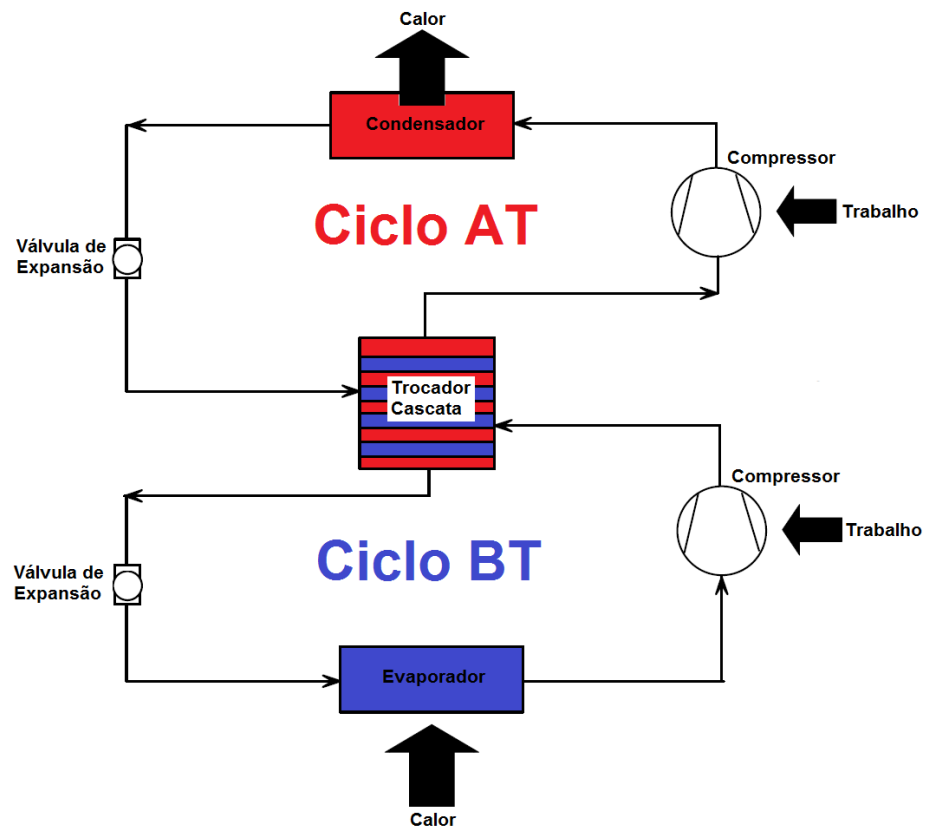 Calor
Condensador
Compressor
Ciclo AT
Trabalho
Válvula de
Expansão
Trocador
Cascata
Compressor
Trabalho
Ciclo BT
Válvula de
Expansão
Evaporador
Calor